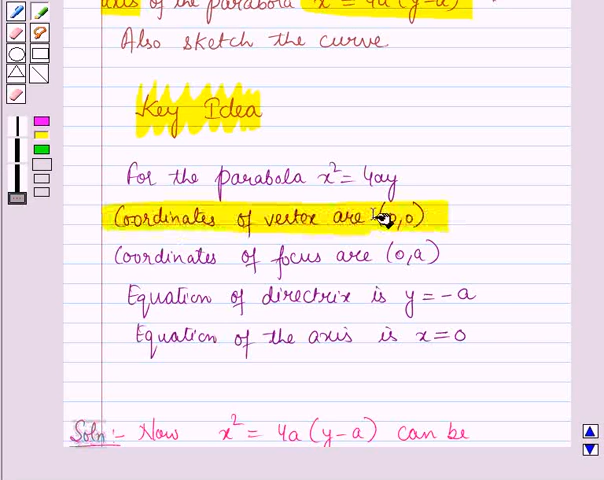 axis of the parabola x² = 4a(y-a)
Also sketch the curve.
Key Idea
For the parabola x² = 4ay
Coordinates of vertex are (0,0)
Coordinates of focus are (0,a)
Equation of directrix is y = -a
Equation of the axis is x = 0
Soln:- Now x² = 4a(y-a) can be